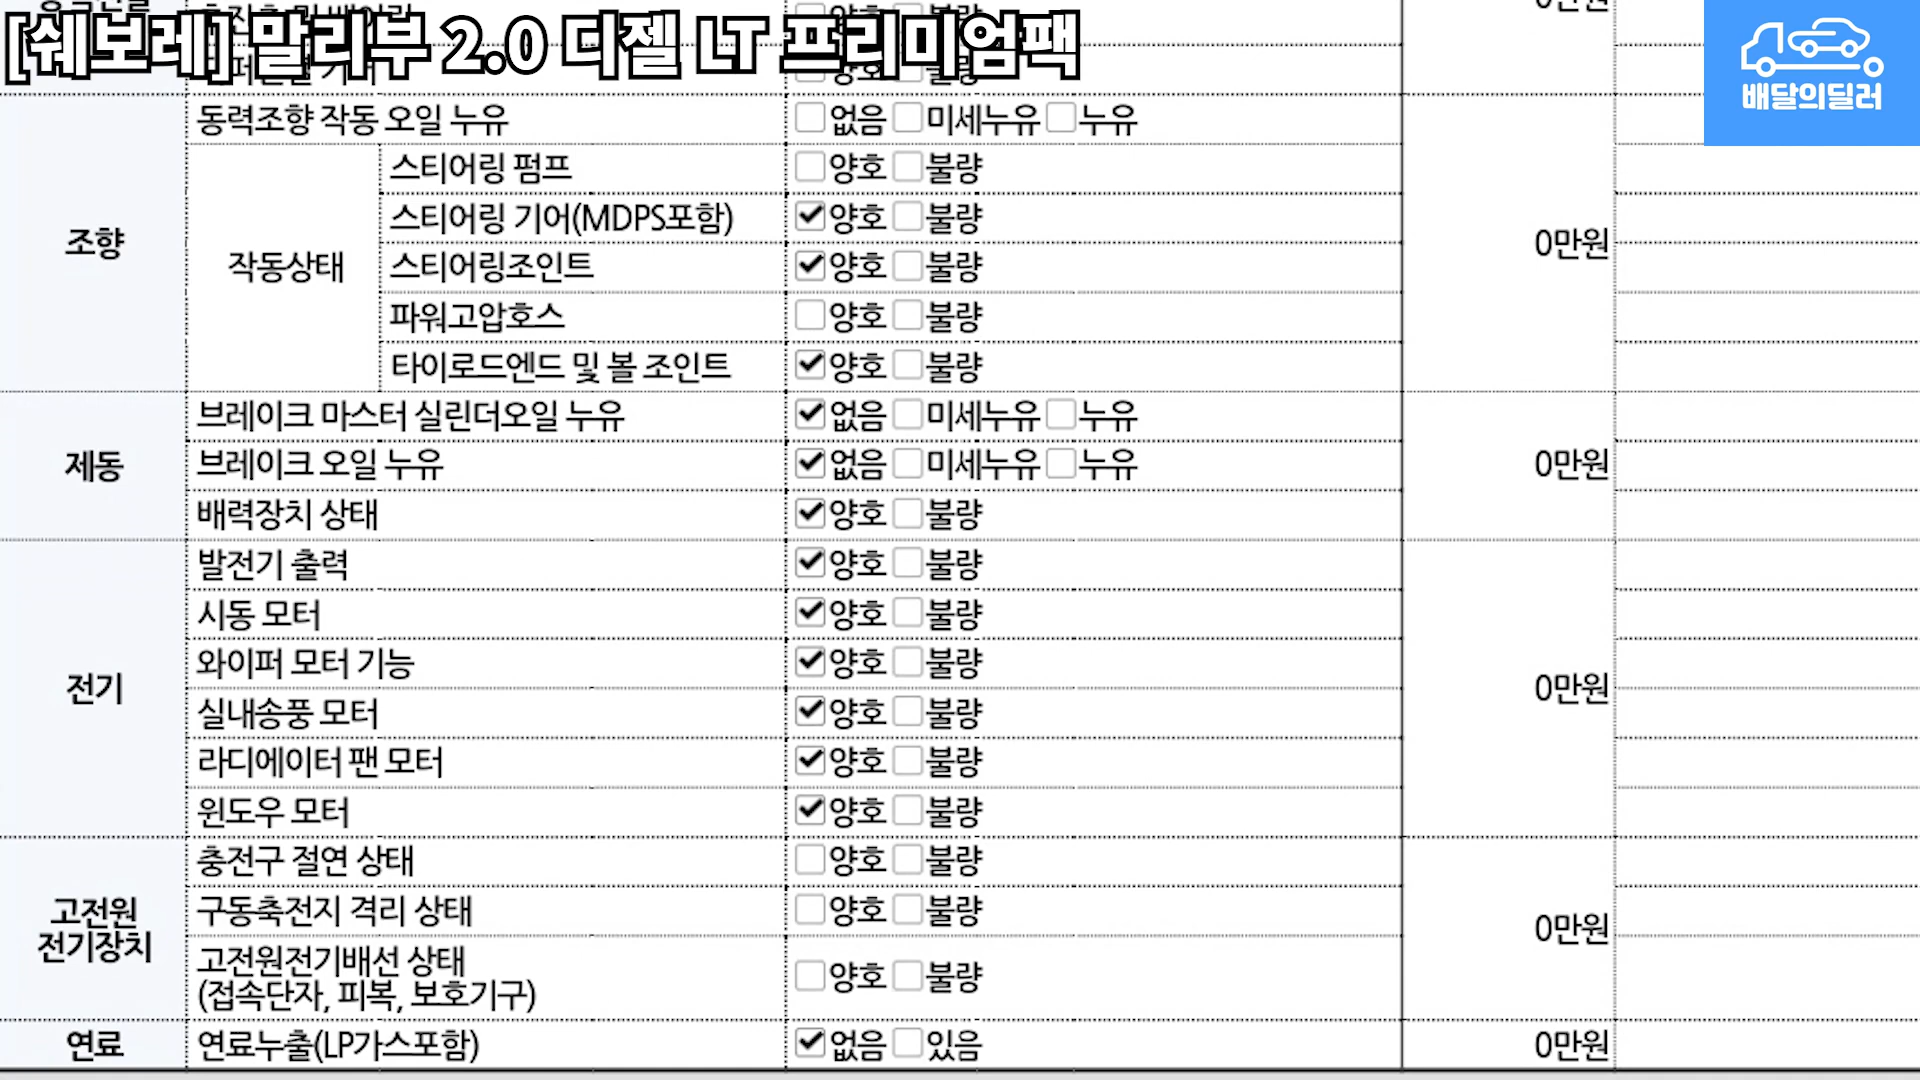 [쉐보레] 말리부 2.0 디젤 LT 프리미엄팩
배달의딜러
조향
동력조향 작동 오일 누유 없음 미세누유 누유 0만원
작동상태
스티어링 펌프 양호 불량
스티어링 기어(MDPS포함) 양호 불량
스티어링조인트 양호 불량
파워고압호스 양호 불량
타이로드엔드 및 볼 조인트 양호 불량
제동
브레이크 마스터 실린더오일 누유 없음 미세누유 누유
브레이크 오일 누유 없음 미세누유 누유 0만원
배력장치 상태 양호 불량
전기
발전기 출력 양호 불량
시동 모터 양호 불량
와이퍼 모터 기능 양호 불량 0만원
실내송풍 모터 양호 불량
라디에이터 팬 모터 양호 불량
윈도우 모터 양호 불량
고전원
전기장치
충전구 절연 상태 양호 불량
구동축전지 격리 상태 양호 불량 0만원
고전원전기배선 상태
(접속단자, 피복, 보호기구) 양호 불량
연료 연료누출(LP가스포함) 없음 있음 0만원